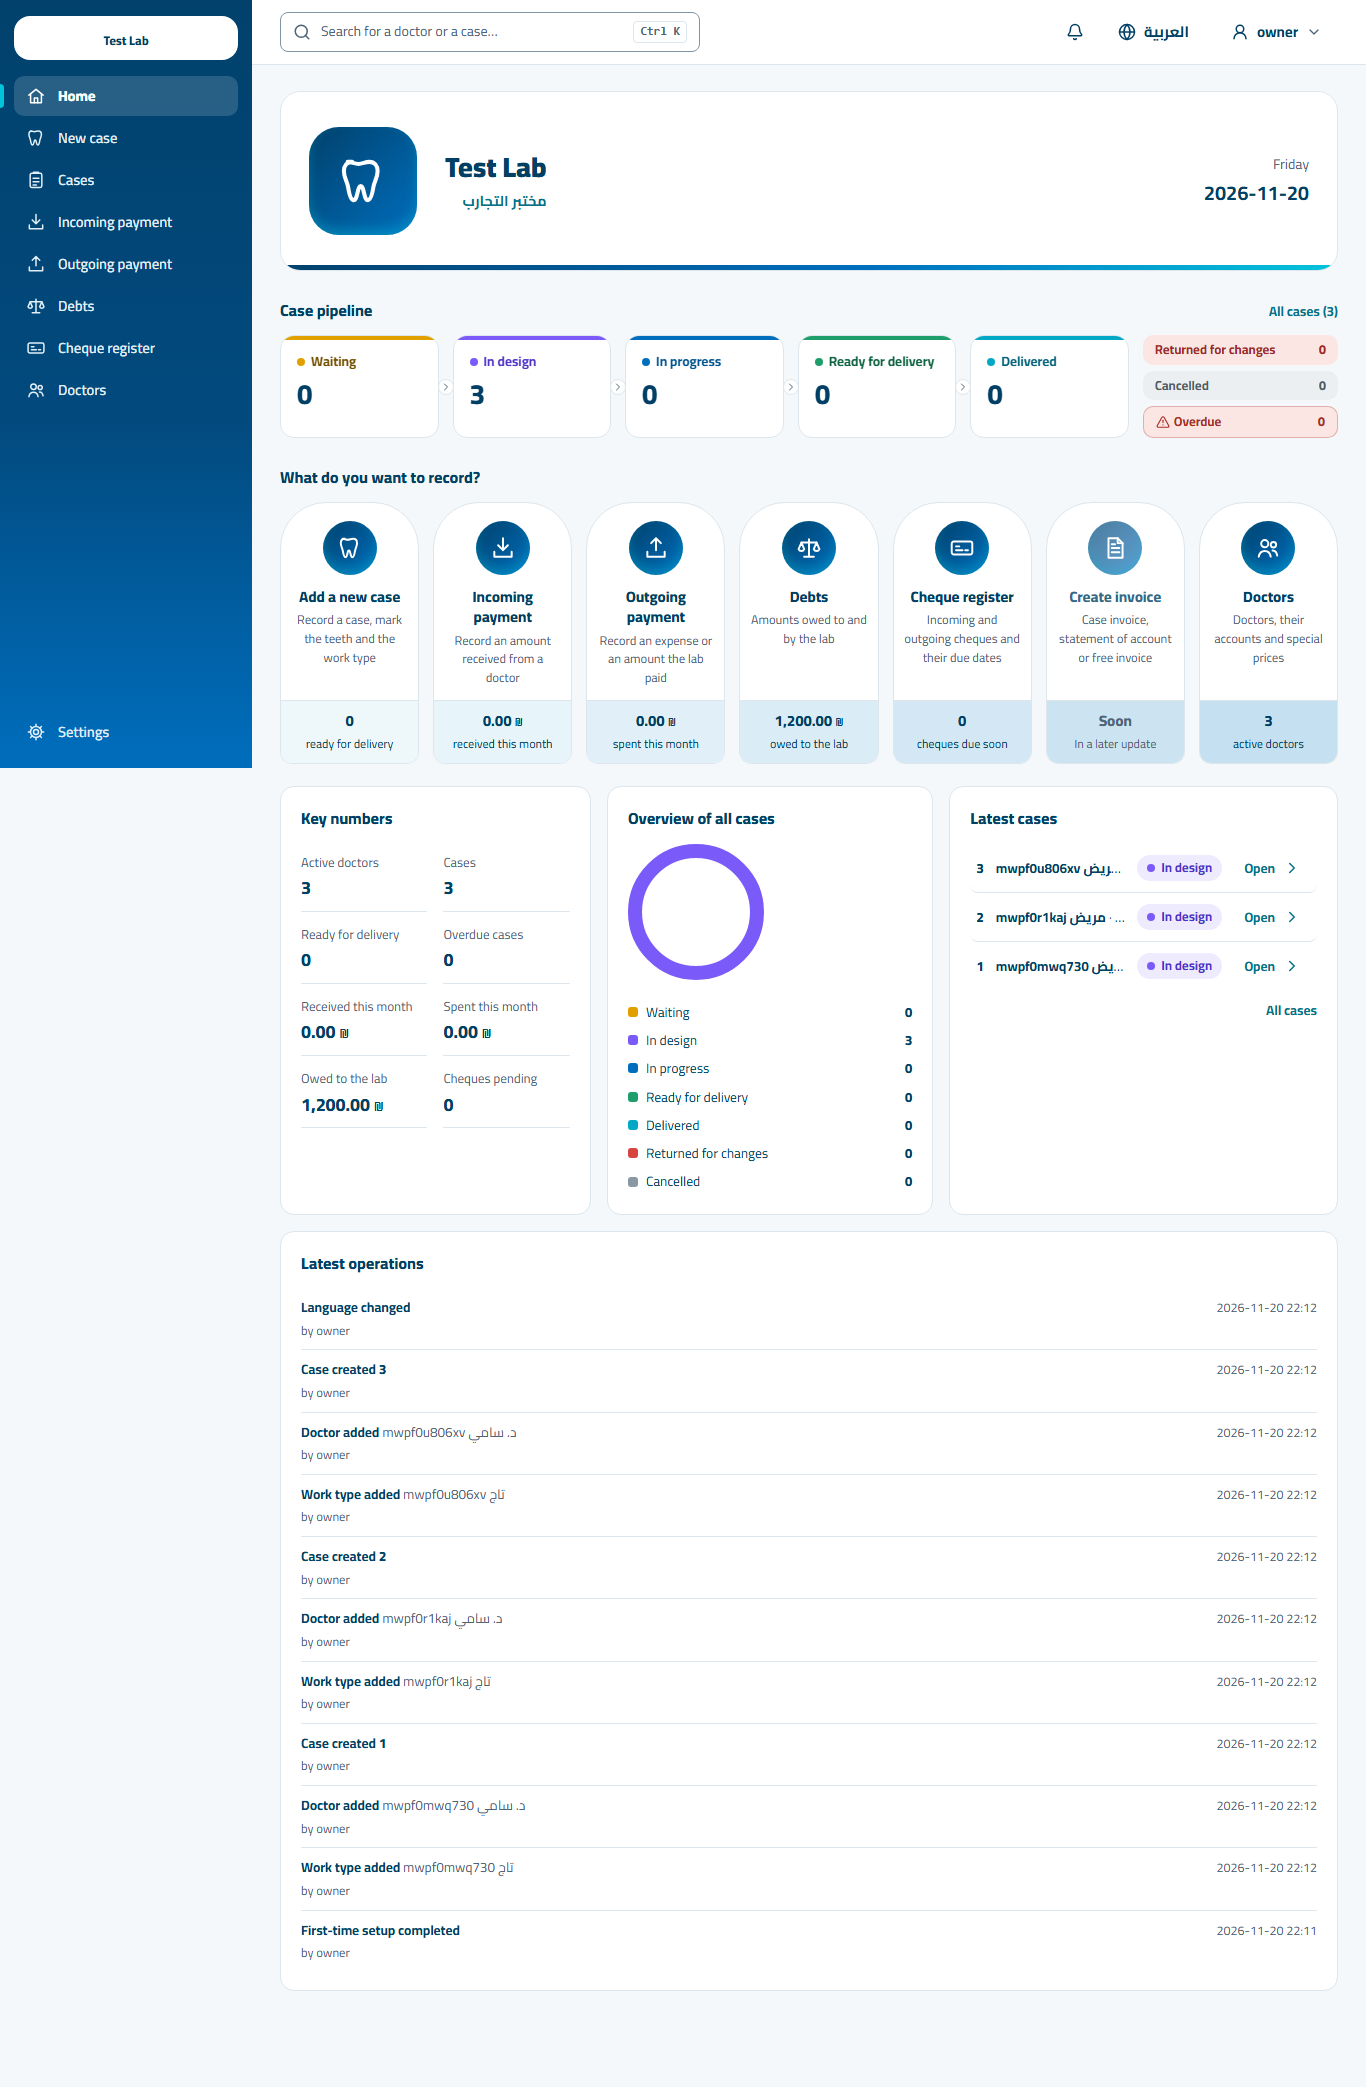 Test Lab
Home
New case
Cases
Incoming payment
Outgoing payment
Debts
Cheque register
Doctors
Settings
Search for a doctor or a case...
Ctrl K
العربية
owner
Test Lab
مختبر التجارب
Friday
2026-11-20
Case pipeline
All cases (3)
Waiting
0
In design
3
In progress
0
Ready for delivery
0
Delivered
0
Returned for changes 0
Cancelled 0
Overdue 0
What do you want to record?
Add a new case
Record a case, mark
the teeth and the
work type
0
ready for delivery
Incoming
payment
Record an amount
received from a
doctor
0.00 ₪
received this month
Outgoing
payment
Record an expense or
an amount the lab
paid
0.00 ₪
spent this month
Debts
Amounts owed to and
by the lab
1,200.00 ₪
owed to the lab
Cheque register
Incoming and
outgoing cheques and
their due dates
0
cheques due soon
Create invoice
Case invoice,
statement of account
or free invoice
Soon
In a later update
Doctors
Doctors, their
accounts and special
prices
3
active doctors
Key numbers
Active doctors
3
Cases
3
Ready for delivery
0
Overdue cases
0
Received this month
0.00 ₪
Spent this month
0.00 ₪
Owed to the lab
1,200.00 ₪
Cheques pending
0
Overview of all cases
Waiting 0
In design 3
In progress 0
Ready for delivery 0
Delivered 0
Returned for changes 0
Cancelled 0
Latest cases
3 mwpf0u806xv ريض... In design Open
2 mwpf0r1kaj مريض · ... In design Open
1 mwpf0mwq730 يض... In design Open
All cases
Latest operations
Language changed 2026-11-20 22:12
by owner
Case created 3 2026-11-20 22:12
by owner
Doctor added mwpf0u806xv د. سامي 2026-11-20 22:12
by owner
Work type added mwpf0u806xv تاج 2026-11-20 22:12
by owner
Case created 2 2026-11-20 22:12
by owner
Doctor added mwpf0r1kaj د. سامي 2026-11-20 22:12
by owner
Work type added mwpf0r1kaj تاج 2026-11-20 22:12
by owner
Case created 1 2026-11-20 22:12
by owner
Doctor added mwpf0mwq730 د. سامي 2026-11-20 22:12
by owner
Work type added mwpf0mwq730 تاج 2026-11-20 22:12
by owner
First-time setup completed 2026-11-20 22:11
by owner